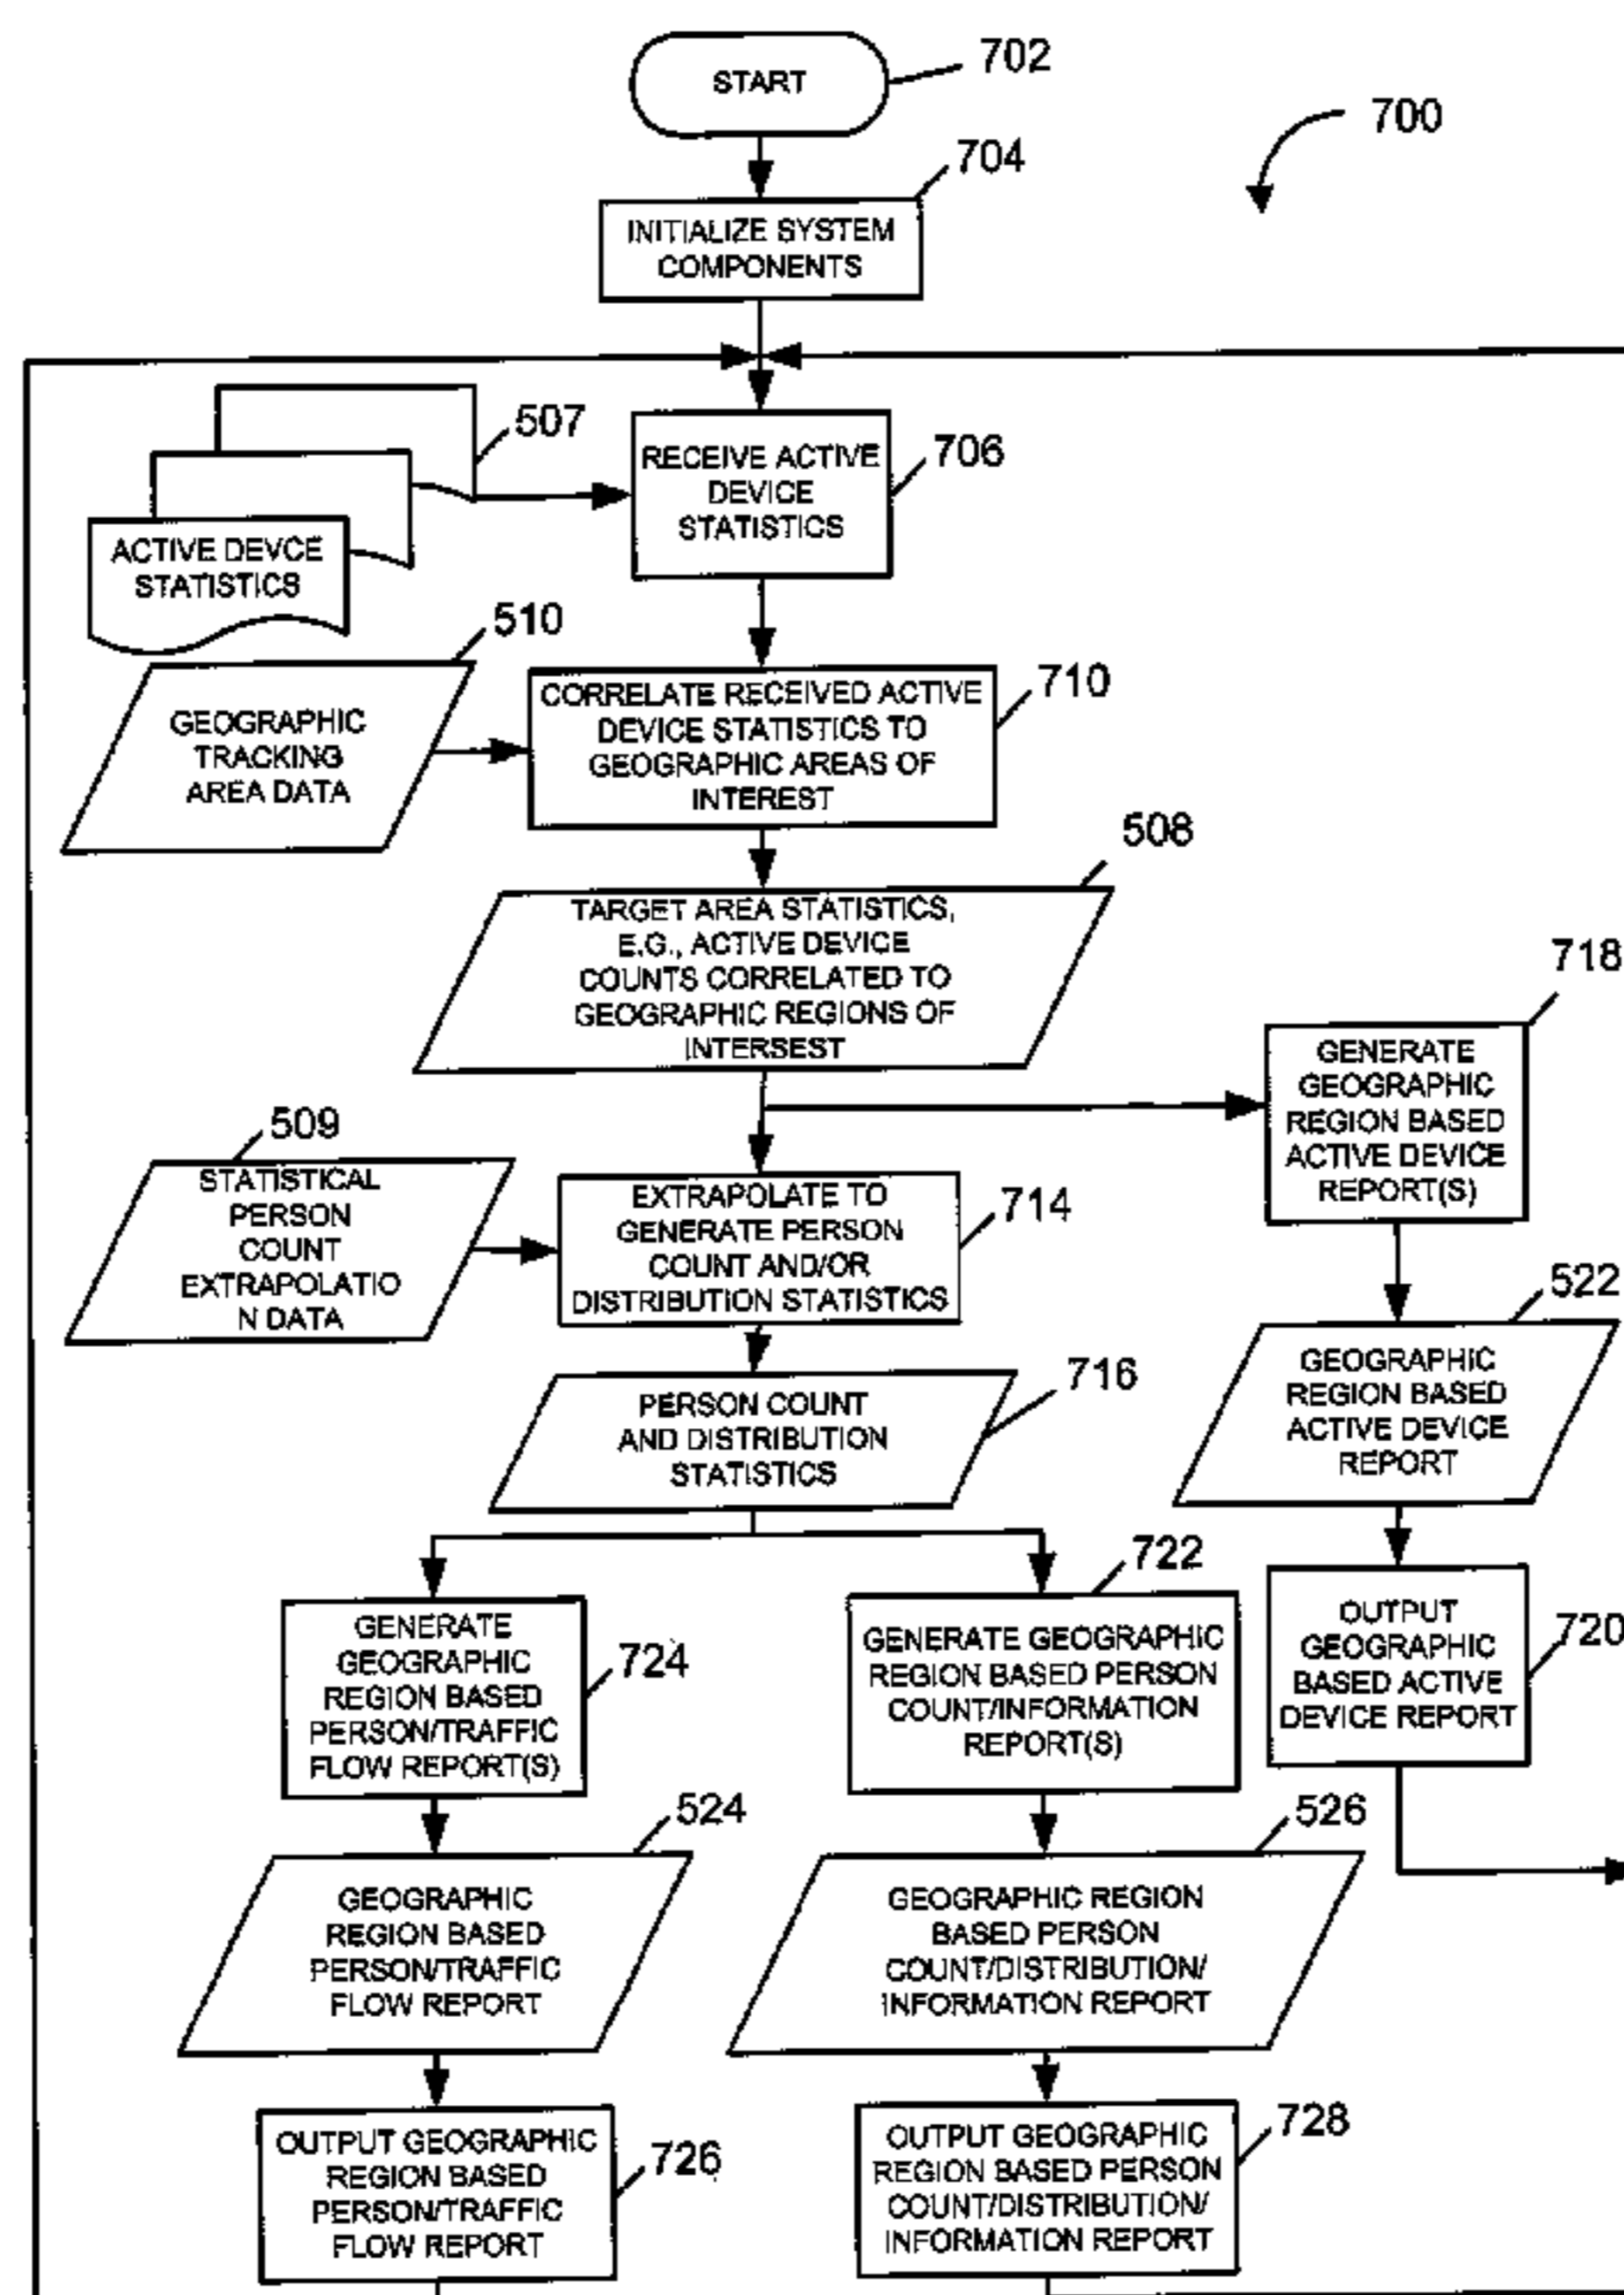 START
702
700
704
INITIALIZE SYSTEM
COMPONENTS
507
RECEIVE ACTIVE
DEVICE
STATISTICS
706
ACTIVE DEVCE
STATISTICS
510
GEOGRAPHIC
TRACKING
AREA DATA
CORRELATE RECEIVED ACTIVE
DEVICE STATISTICS TO
GEOGRAPHIC AREAS OF
INTEREST
710
508
TARGET AREA STATISTICS,
E.G., ACTIVE DEVICE
COUNTS CORRELATED TO
GEOGRAPHIC REGIONS OF
INTERSEST
718
GENERATE
GEOGRAPHIC
REGION BASED
ACTIVE DEVICE
REPORT(S)
509
STATISTICAL
PERSON
COUNT
EXTRAPOLATIO
N DATA
EXTRAPOLATE TO
GENERATE PERSON
COUNT AND/OR
DISTRIBUTION STATISTICS
714
522
GEOGRAPHIC
REGION BASED
ACTIVE DEVICE
REPORT
716
PERSON COUNT
AND DISTRIBUTION
STATISTICS
722
GENERATE
GEOGRAPHIC
REGION BASED
PERSON/TRAFFIC
FLOW REPORT(S)
724
GENERATE GEOGRAPHIC
REGION BASED PERSON
COUNT/INFORMATION
REPORT(S)
OUTPUT
GEOGRAPHIC
BASED ACTIVE
DEVICE REPORT
720
524
GEOGRAPHIC
REGION BASED
PERSON/TRAFFIC
FLOW REPORT
526
GEOGRAPHIC REGION
BASED PERSON
COUNT/DISTRIBUTION/
INFORMATION REPORT
OUTPUT GEOGRAPHIC
REGION BASED
PERSON/TRAFFIC
FLOW REPORT
726
OUTPUT GEOGRAPHIC
REGION BASED PERSON
COUNT/DISTRIBUTION/
INFORMATION REPORT
728